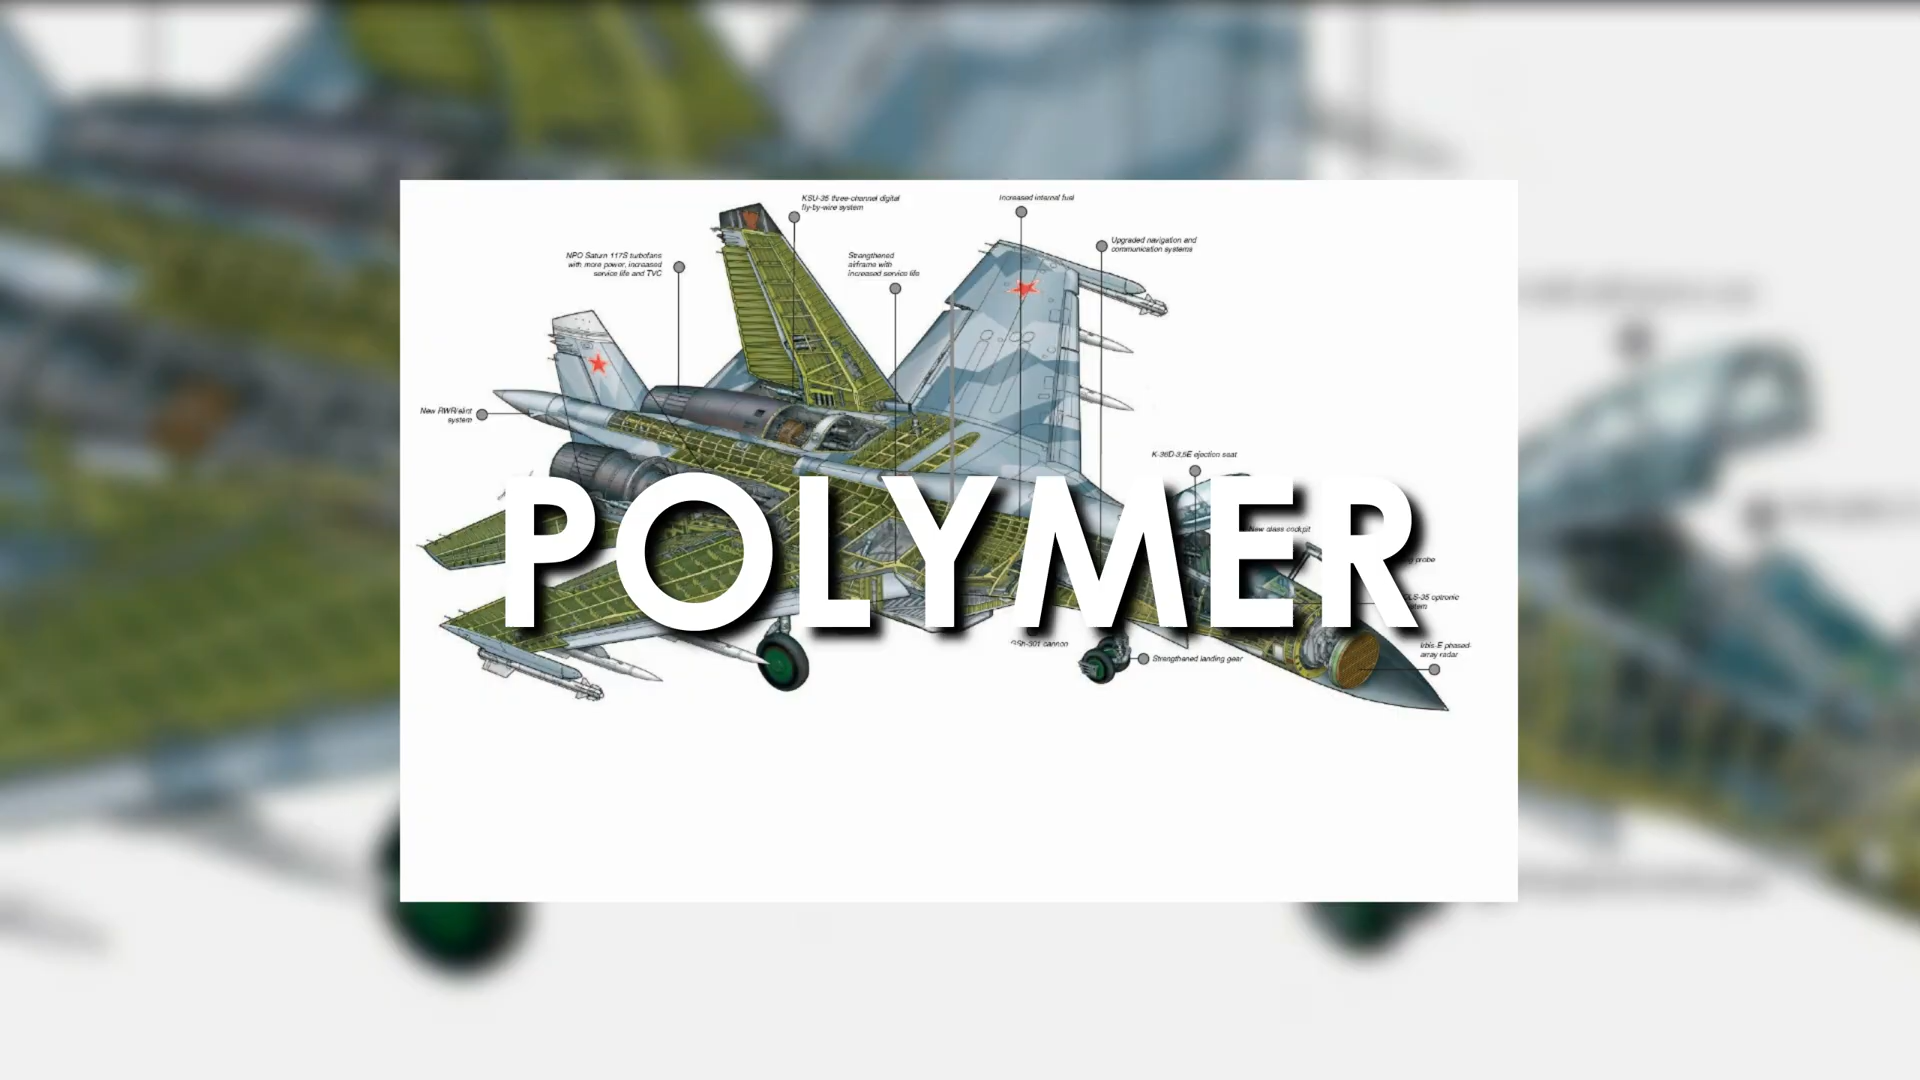 KSU-35 three-channel digital
fly-by-wire system
Increased internal fuel
Upgraded navigation and
communication systems
NPO Saturn 117S turbofans
with more power, increased
service life and TVC
Strengthened
airframe with
increased service life
New RWR/elint
system
K-36D-3,5E ejection seat
New glass cockpit
POLYMER
probe
OLS-35 optronic
GSh-301 cannon
Strengthened landing gear
Irbis-E phased-
array radar